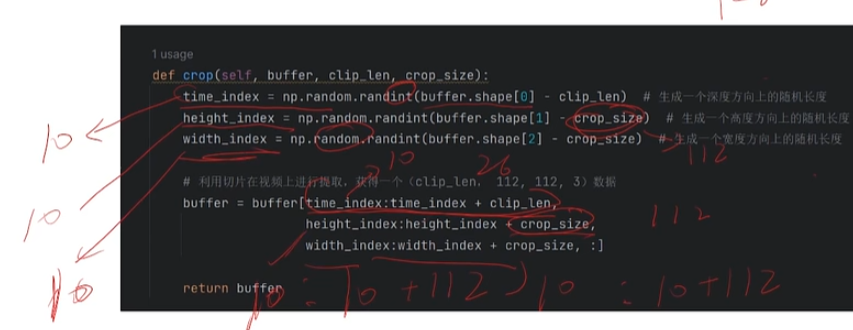 1 usage
def crop(self, buffer, clip_len, crop_size):
time_index = np.random.randint(buffer.shape[0] - clip_len)  # 生成一个深度方向上的随机长度
height_index = np.random.randint(buffer.shape[1] - crop_size)  # 生成一个高度方向上的随机长度
width_index = np.random.randint(buffer.shape[2] - crop_size)  # 生成一个宽度方向上的随机长度
10
112
10
26
# 利用切片在视频上进行提取，获得一个（clip_len, 112, 112, 3）数据
buffer = buffer[time_index:time_index + clip_len,
10
112
height_index:height_index + crop_size,
width_index:width_index + crop_size, :]
10
return buffer
10 : 10 + 112
10 : 10 + 112